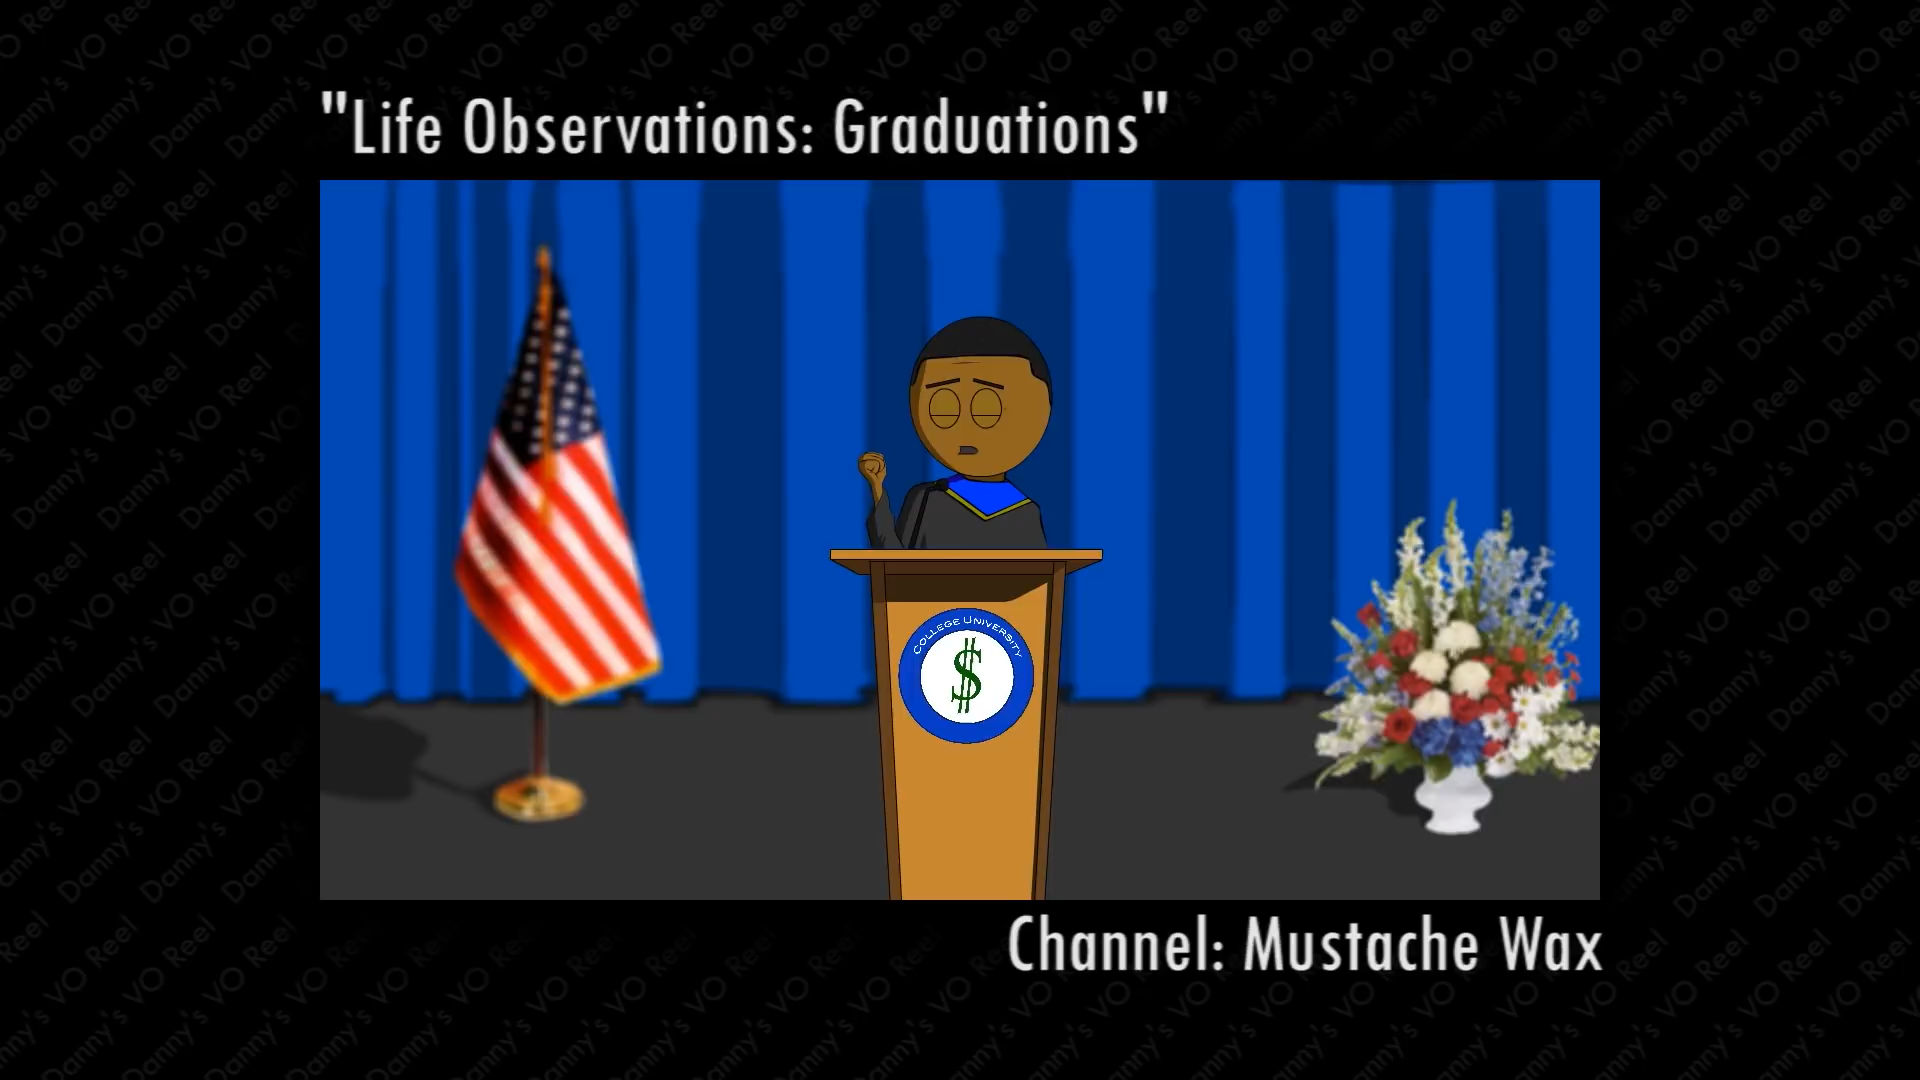 "Life Observations: Graduations"
COLLEGE UNIVERSITY
$
Channel: Mustache Wax
Danny's VO Reel